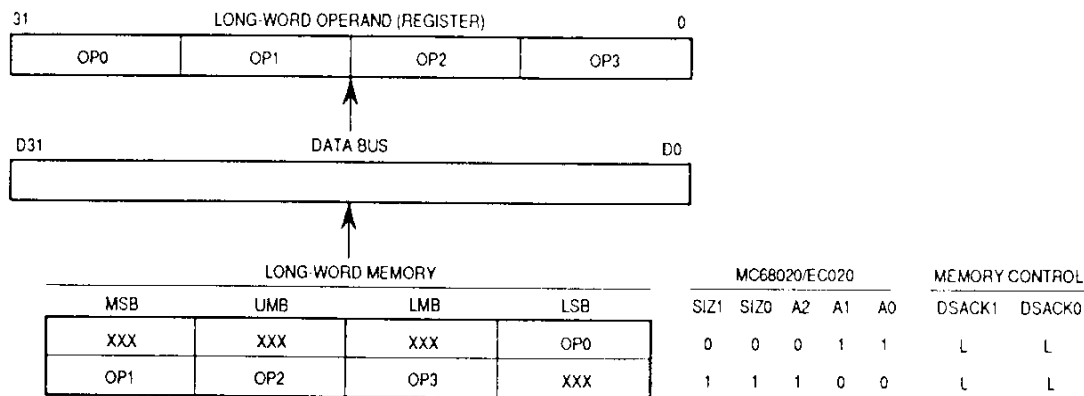 31 LONG-WORD OPERAND (REGISTER) 0
OP0 OP1 OP2 OP3
D31 DATA BUS D0
LONG-WORD MEMORY MC68020/EC020 MEMORY CONTROL
MSB UMB LMB LSB SIZ1 SIZ0 A2 A1 A0 DSACK1 DSACK0
XXX XXX XXX OP0 0 0 0 1 1 L L
OP1 OP2 OP3 XXX 1 1 1 0 0 L L